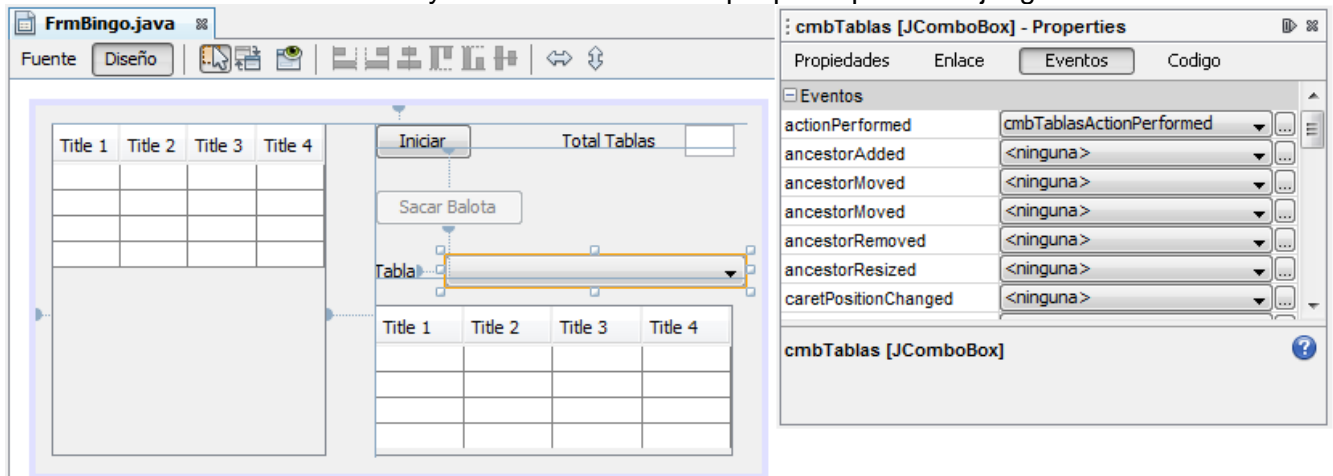 FrmBingo.java
Fuente Diseño
Title 1 Title 2 Title 3 Title 4
Iniciar Total Tablas
Sacar Balota
Tabla
Title 1 Title 2 Title 3 Title 4
cmbTablas [JComboBox] - Properties
Propiedades Enlace Eventos Codigo
Eventos
actionPerformed cmbTablasActionPerformed ...
ancestorAdded <ninguna> ...
ancestorMoved <ninguna> ...
ancestorMoved <ninguna> ...
ancestorRemoved <ninguna> ...
ancestorResized <ninguna> ...
caretPositionChanged <ninguna> ...
cmbTablas [JComboBox]